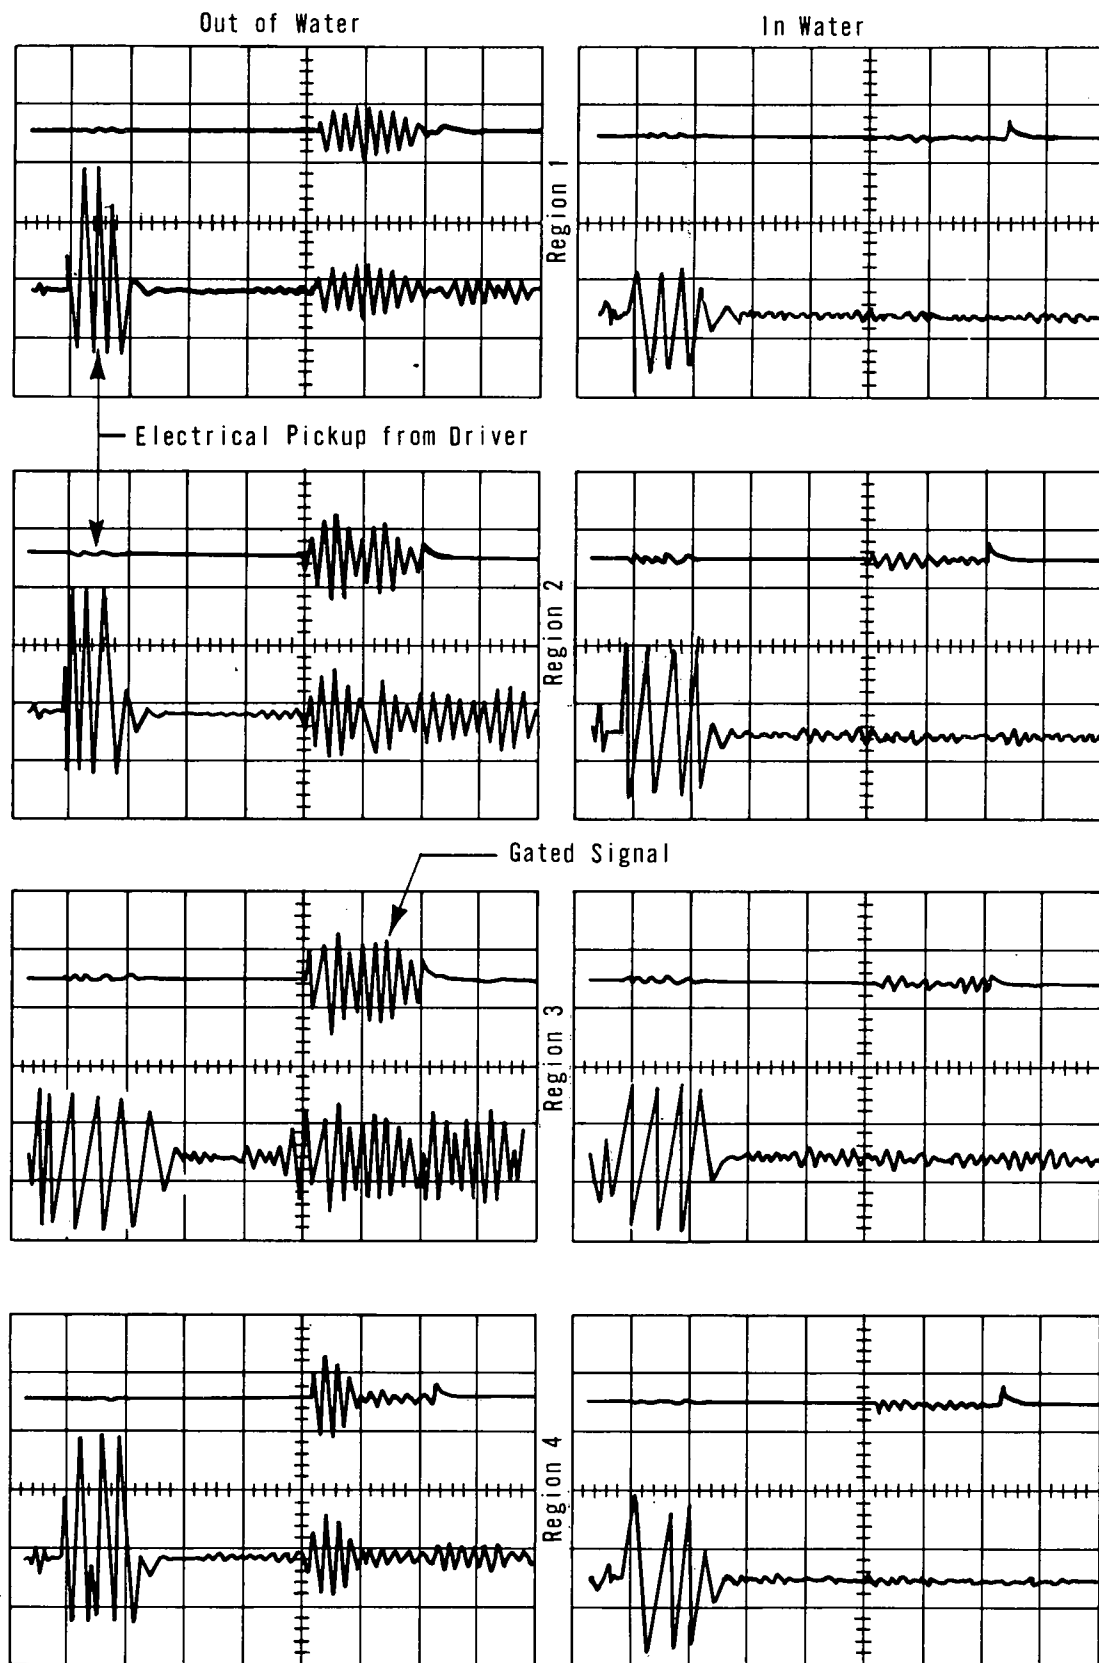 Out of Water
In Water
Region 1
Electrical Pickup from Driver
Region 2
Gated Signal
Region 3
Region 4